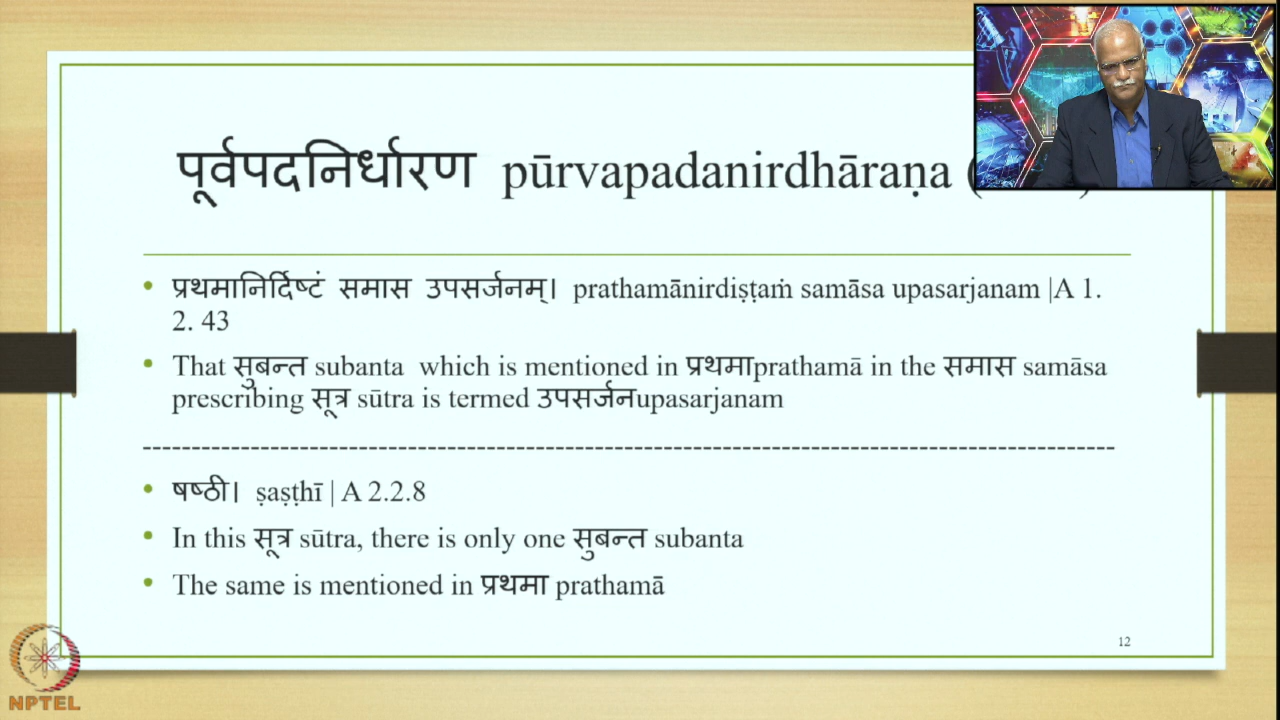 पूर्वपदनिर्धारण pūrvapadanirdhāraṇa (
• प्रथमानिर्दिष्टं समास उपसर्जनम्। prathamānirdiṣṭaṁ samāsa upasarjanam |A 1.
2. 43
• That सुबन्त subanta which is mentioned in प्रथमाprathamā in the समास samāsa
prescribing सूत्र sūtra is termed उपसर्जनupasarjanam
--------------------------------------------------------------------------------------------
• षष्ठी। ṣaṣṭhī | A 2.2.8
• In this सूत्र sūtra, there is only one सुबन्त subanta
• The same is mentioned in प्रथमा prathamā
12
NPTEL